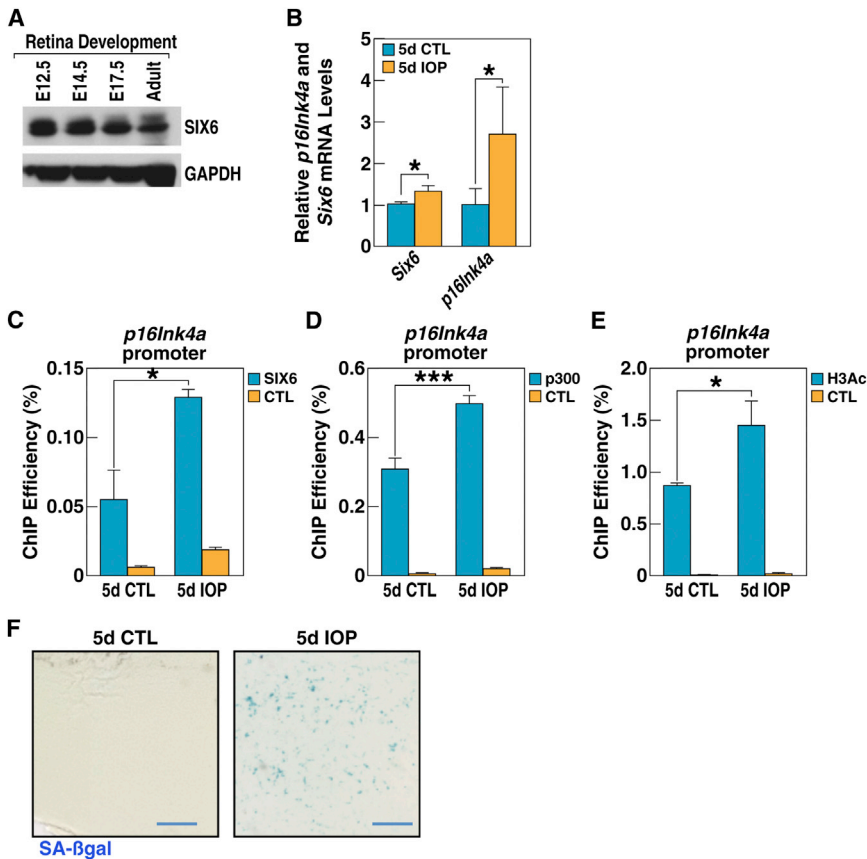 A
Retina Development
E12.5
E14.5
E17.5
Adult
SIX6
GAPDH
B
Relative p16Ink4a and
Six6 mRNA Levels
5
4
3
2
1
0
5d CTL
5d IOP
*
*
Six6
p16Ink4a
C
p16Ink4a
promoter
ChIP Efficiency (%)
0.15
0.10
0.05
0
*
SIX6
CTL
5d CTL
5d IOP
D
p16Ink4a
promoter
ChIP Efficiency (%)
0.6
0.4
0.2
0
***
p300
CTL
5d CTL
5d IOP
E
p16Ink4a
promoter
ChIP Efficiency (%)
2.0
1.5
1.0
0.5
0
*
H3Ac
CTL
5d CTL
5d IOP
F
5d CTL
5d IOP
SA-ßgal